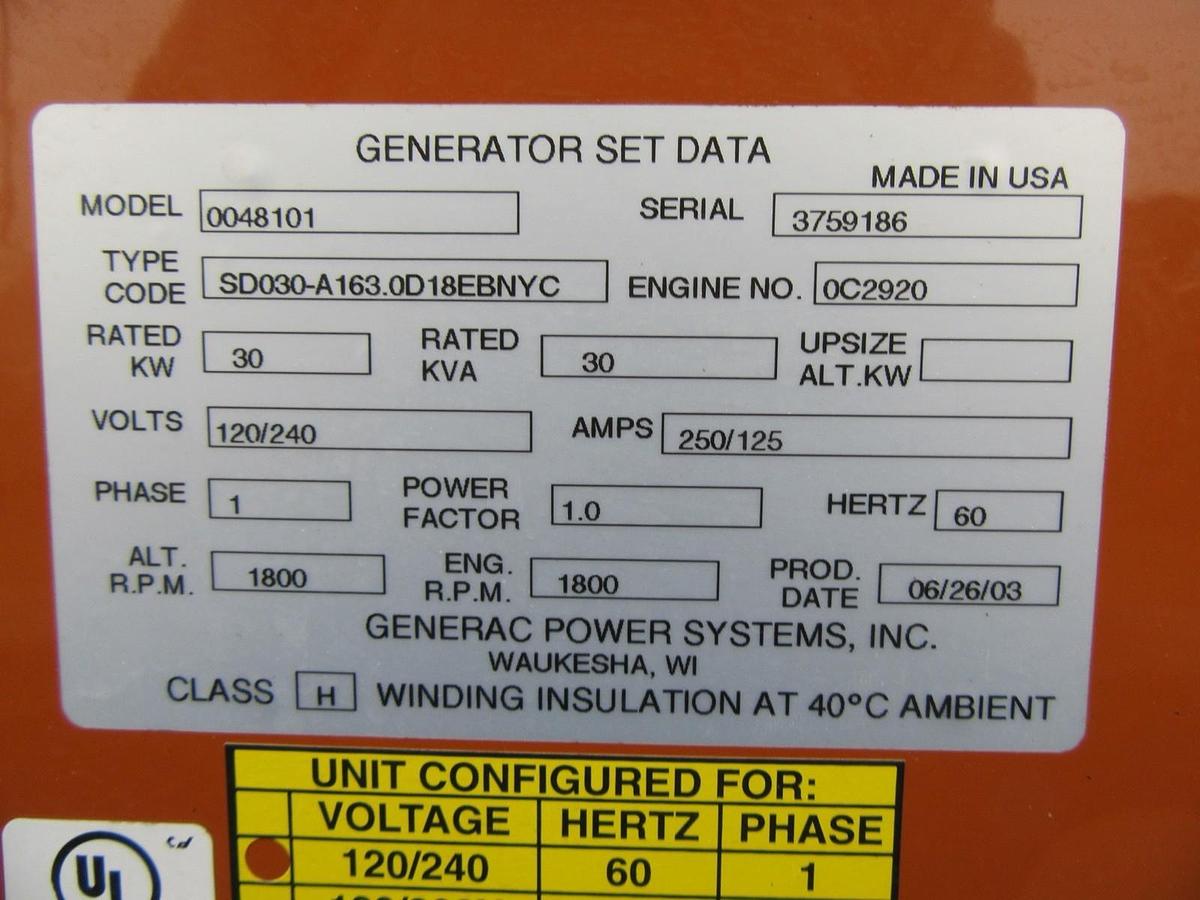 GENERATOR SET DATA
MADE IN USA
MODEL 0048101 SERIAL 3759186
TYPE CODE SD030-A163.0D18EBNYC ENGINE NO. 0C2920
RATED KW 30 RATED KVA 30 UPSIZE ALT.KW
VOLTS 120/240 AMPS 250/125
PHASE 1 POWER FACTOR 1.0 HERTZ 60
ALT. R.P.M. 1800 ENG. R.P.M. 1800 PROD. DATE 06/26/03
GENERAC POWER SYSTEMS, INC.
WAUKESHA, WI
CLASS H WINDING INSULATION AT 40°C AMBIENT
UNIT CONFIGURED FOR:
VOLTAGE HERTZ PHASE
120/240 60 1
UL